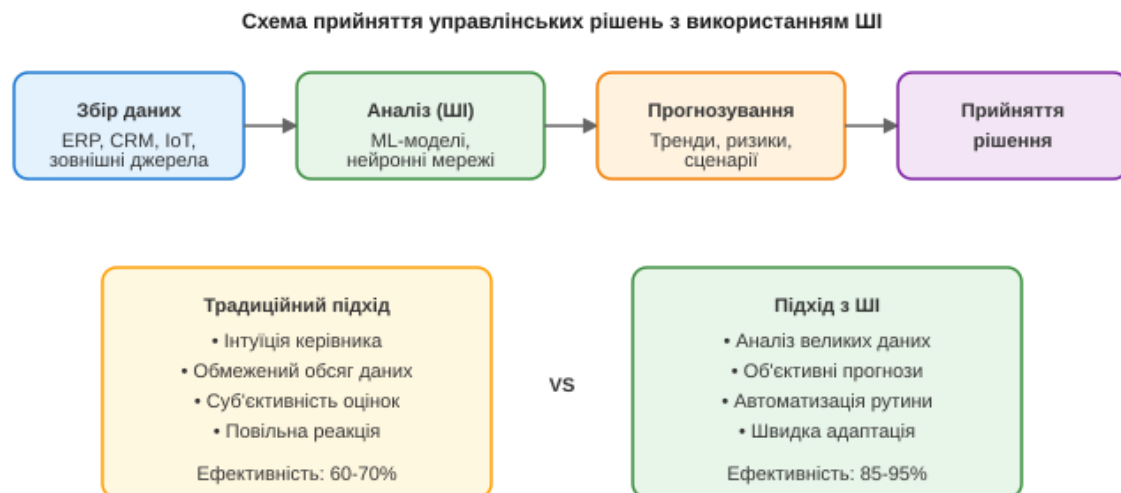 Схема прийняття управлінських рішень з використанням ШІ
Збір даних
ERP, CRM, IoT,
зовнішні джерела
Аналіз (ШІ)
ML-моделі,
нейронні мережі
Прогнозування
Тренди, ризики,
сценарії
Прийняття
рішення
Традиційний підхід
• Інтуїція керівника
• Обмежений обсяг даних
• Суб'єктивність оцінок
• Повільна реакція
Ефективність: 60-70%
VS
Підхід з ШІ
• Аналіз великих даних
• Об'єктивні прогнози
• Автоматизація рутини
• Швидка адаптація
Ефективність: 85-95%